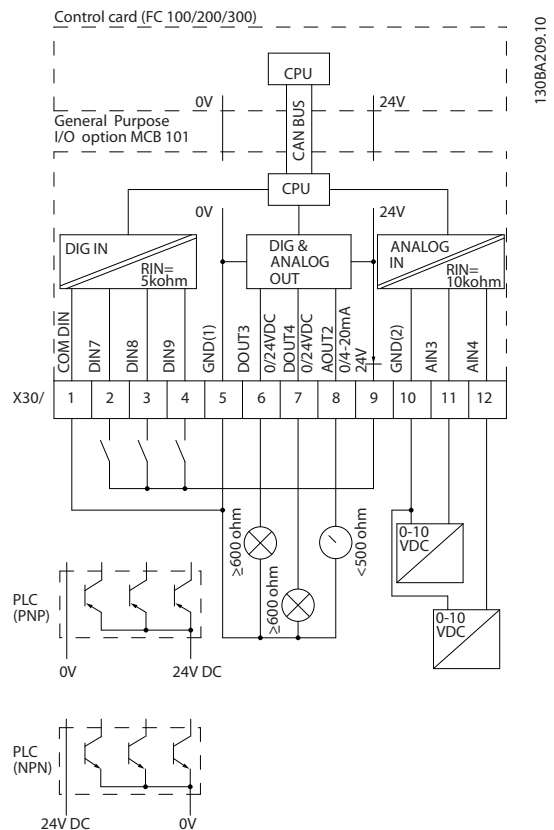 Control card (FC 100/200/300)
130BA209.10
CPU
0V
24V
General Purpose
I/O option MCB 101
CAN BUS
CPU
0V
24V
DIG IN
RIN=
5kohm
DIG &
ANALOG
OUT
ANALOG
IN
RIN=
10kohm
COM DIN
DIN7
DIN8
DIN9
GND(1)
DOUT3
0/24VDC
DOUT4
0/24VDC
AOUT2
0/4-20mA
24V
GND(2)
AIN3
AIN4
X30/ 1 2 3 4 5 6 7 8 9 10 11 12
≥600 ohm
≥600 ohm
<500 ohm
0-10
VDC
0-10
VDC
PLC
(PNP)
0V 24V DC
PLC
(NPN)
24V DC 0V